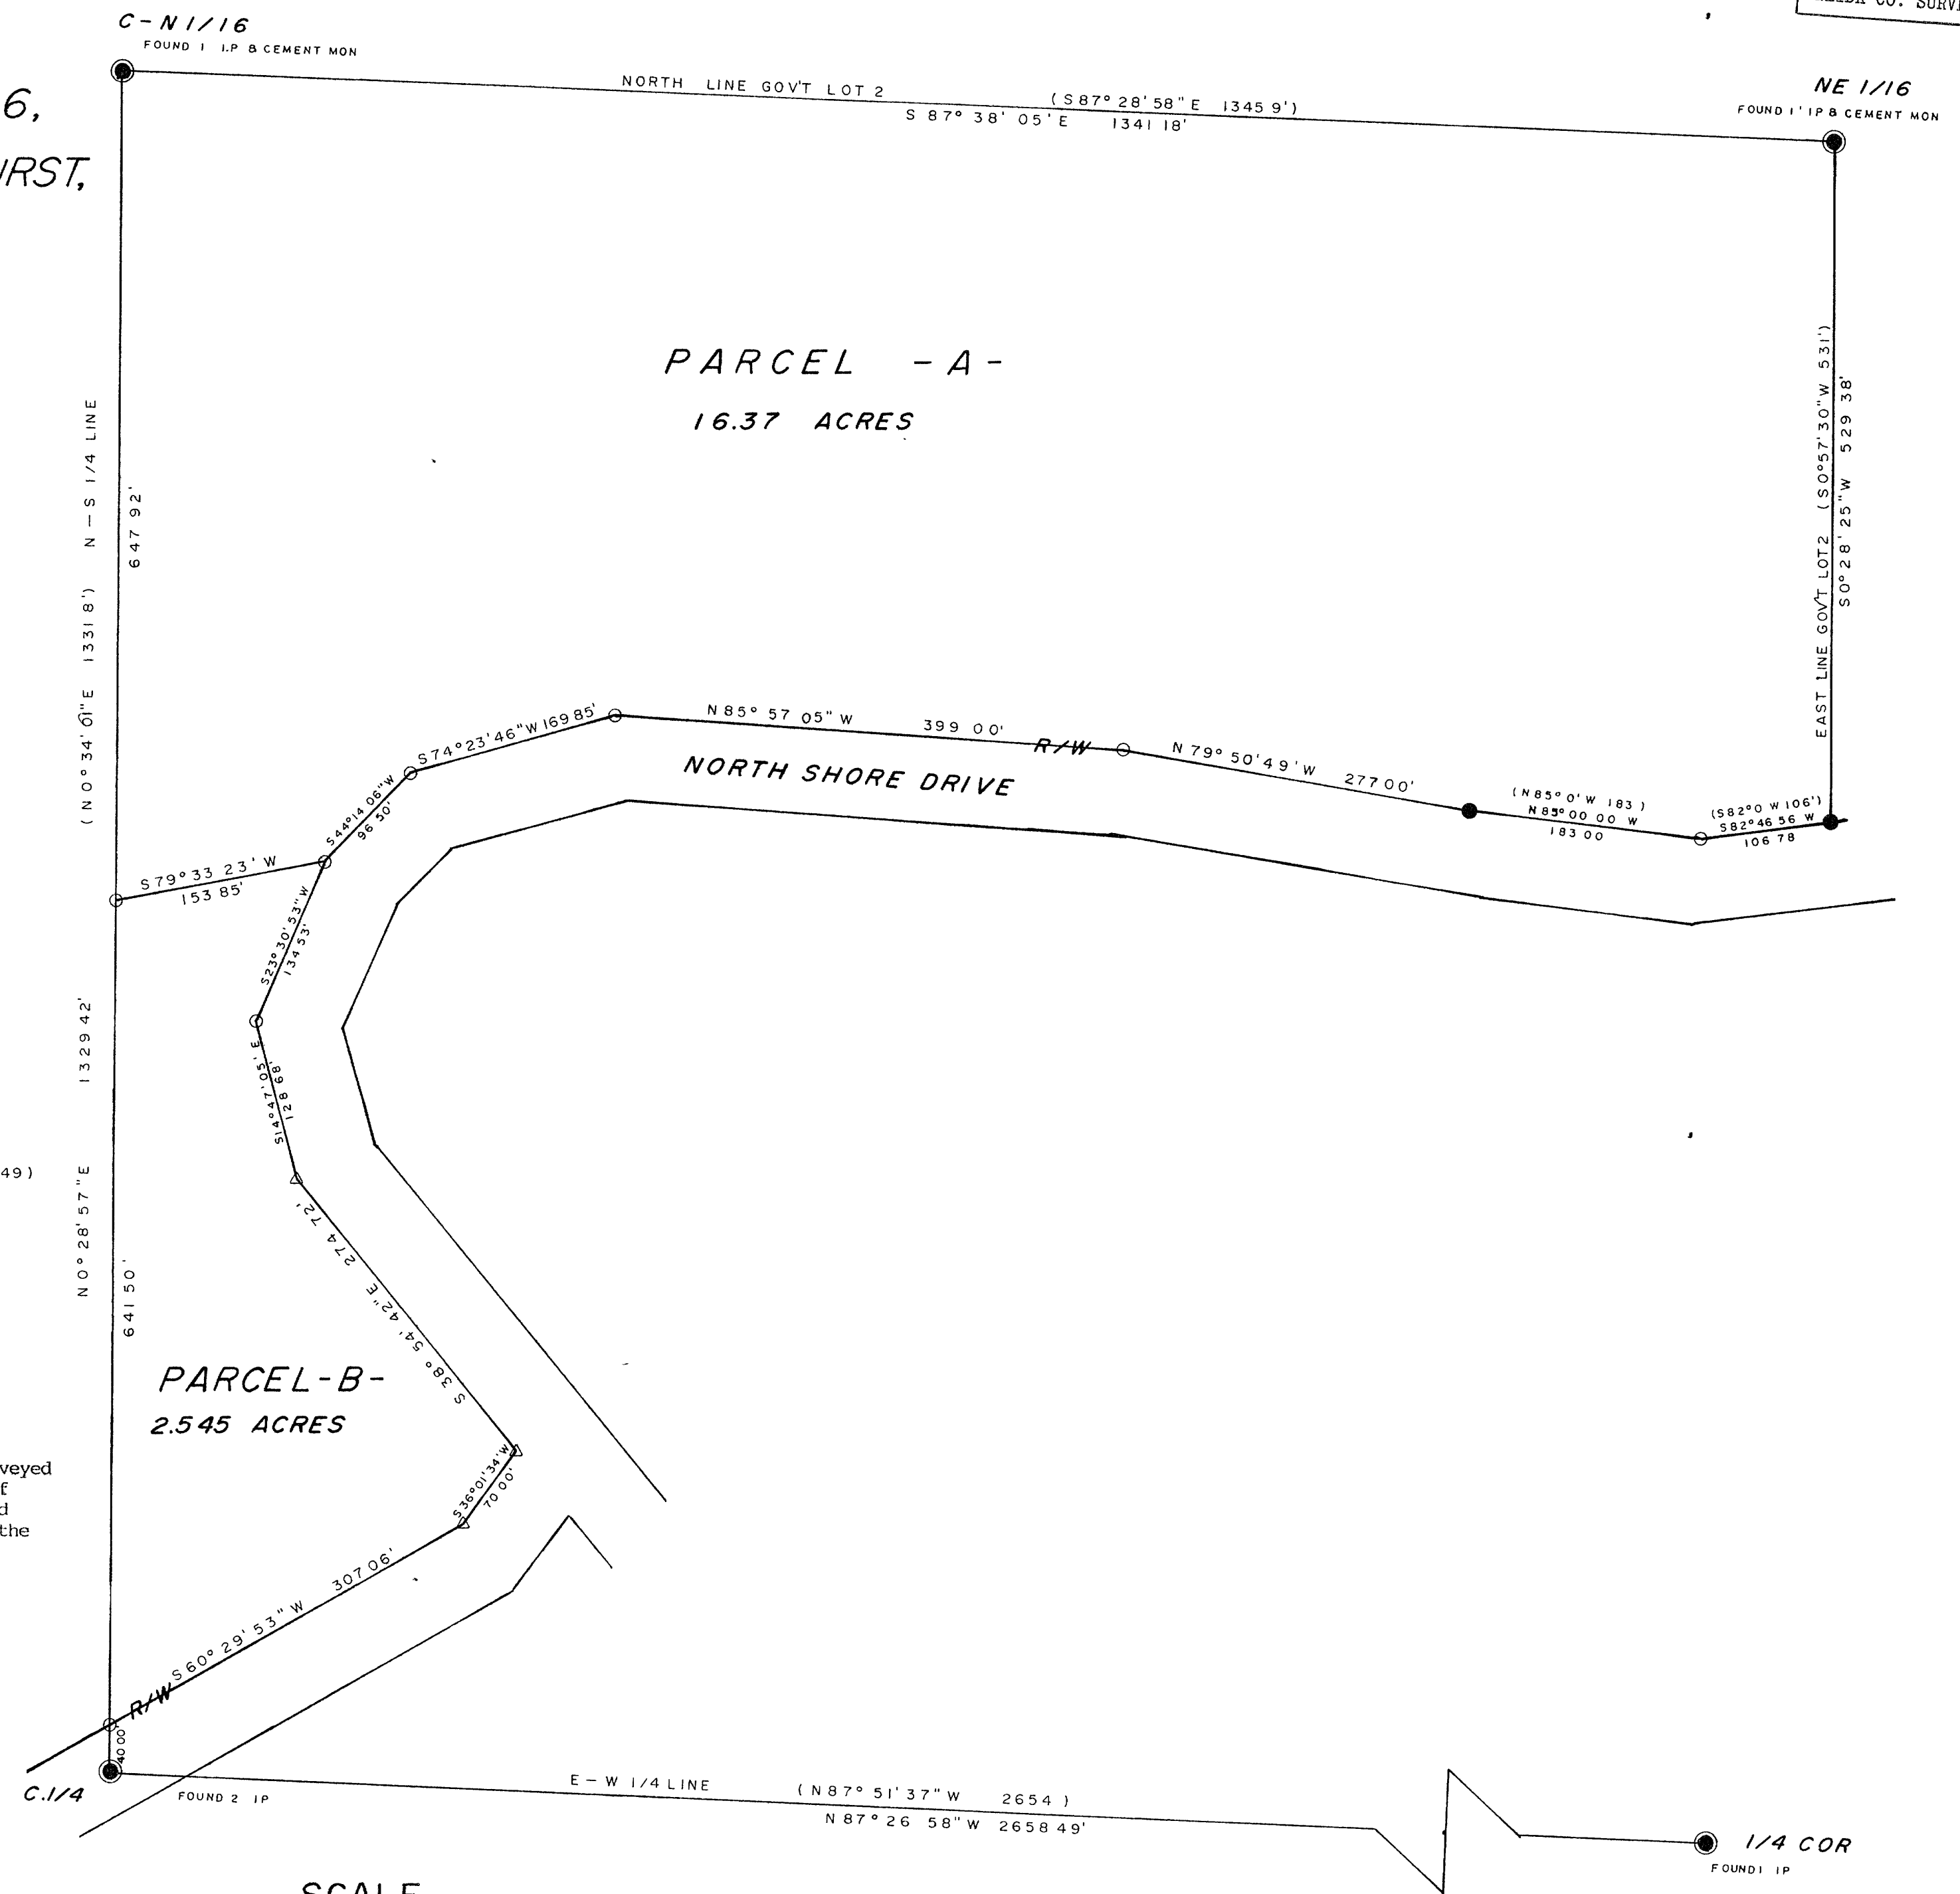 C-N 1/16
FOUND 1 I.P & CEMENT MON
CO. SURV
6,
NORTH LINE GOV'T LOT 2 (S87°28'58"E 1345 9')
S 87° 38' 05'E 1341 18'
NE 1/16
FOUND 1' IP & CEMENT MON
IRST,
PARCEL -A-
16.37 ACRES
N-S 1/4 LINE
647 92'
(N0°34'01"E 1331 8')
EAST LINE GOV'T LOT 2 (S0°57'30"W 531')
S0°28'25"W 529 38'
S74°23'46"W 169 85'
N 85° 57 05" W 399 00'
R/W
N 79° 50' 49' W 277 00'
NORTH SHORE DRIVE
(N85°0'W 183 )
N 85°00 00 W
183 00
(S82°0 W 106')
S82°46 56 W
106 78
S44°14 06"W
96 50'
S79°33 23' W
153 85'
S23°30'53"W
134 53'
S14°47'05' E
128 68'
1329 42'
N0°28'57"E
49)
S 38° 54' 42" E 274 72'
641 50'
PARCEL-B-
2.545 ACRES
S36°01'34'W
70 00'
veyed
f
d
the
S60° 29' 53" W 307 06'
R/W
40 00'
C.1/4
FOUND 2 IP
E-W 1/4 LINE (N87° 51' 37" W 2654 )
N 87° 26 58" W 2658 49'
1/4 COR
FOUND 1 IP
SCALE